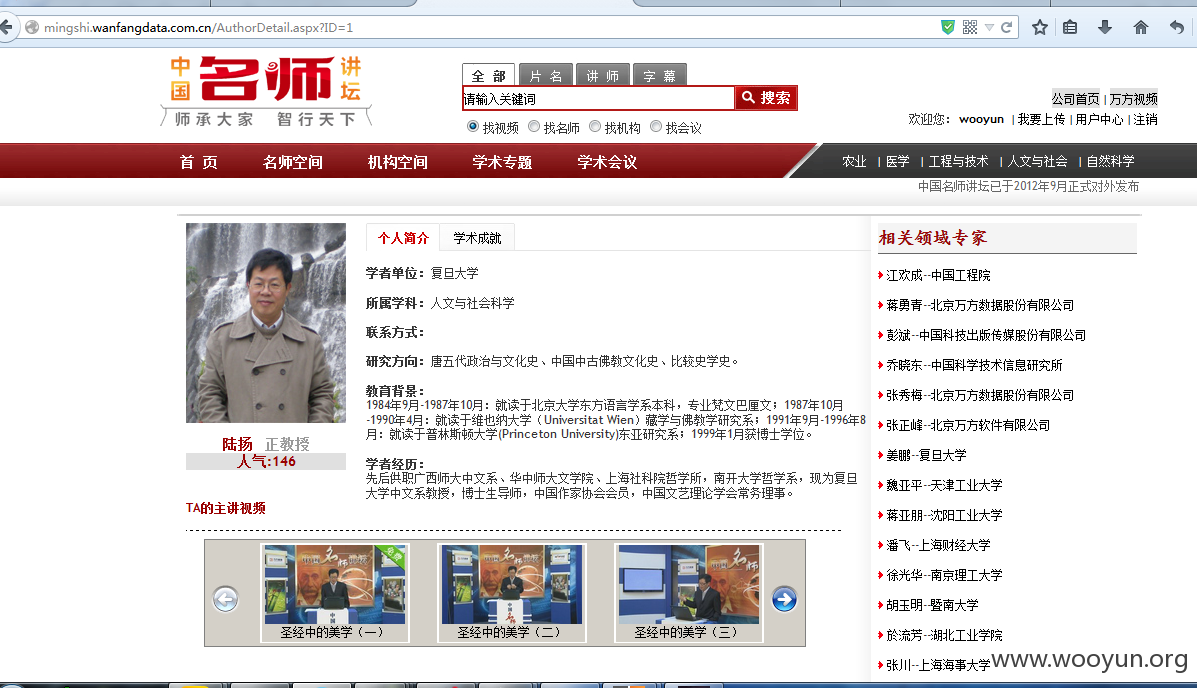 mingshi.wanfangdata.com.cn/AuthorDetail.aspx?ID=1
中国 名师 讲坛
师承大家 智行天下
全 部 片 名 讲 师 字 幕
请输入关键词 搜索
找视频 找名师 找机构 找会议
公司首页 | 万方视频
欢迎您： wooyun | 我要上传 | 用户中心 | 注销
首 页 名师空间 机构空间 学术专题 学术会议
农业 | 医学 | 工程与技术 | 人文与社会 | 自然科学
中国名师讲坛已于2012年9月正式对外发布
个人简介 学术成就
学者单位：复旦大学
所属学科：人文与社会科学
联系方式：
研究方向：唐五代政治与文化史、中国中古佛教文化史、比较史学史。
教育背景：
1984年9月-1987年10月：就读于北京大学东方语言学系本科，专业梵文巴厘文；1987年10月
-1990年4月：就读于维也纳大学（Universitat Wien）藏学与佛教学研究系；1991年9月-1996年8
月：就读于普林斯顿大学(Princeton University)东亚研究系；1999年1月获博士学位。
学者经历：
先后供职广西师大中文系、华中师大文学院、上海社科院哲学所，南开大学哲学系，现为复旦
大学中文系教授，博士生导师，中国作家协会会员，中国文艺理论学会常务理事。
陆扬 正教授
人气:146
TA的主讲视频
免费
圣经中的美学（一）
圣经中的美学（二）
圣经中的美学（三）
相关领域专家
江欢成--中国工程院
蒋勇青--北京万方数据股份有限公司
彭斌--中国科技出版传媒股份有限公司
乔晓东--中国科学技术信息研究所
张秀梅--北京万方数据股份有限公司
张正峰--北京万方软件有限公司
姜鹏--复旦大学
魏亚平--天津工业大学
蒋亚朋--沈阳工业大学
潘飞--上海财经大学
徐光华--南京理工大学
胡玉明--暨南大学
於流芳--湖北工业学院
张川--上海海事大学
www.wooyun.org